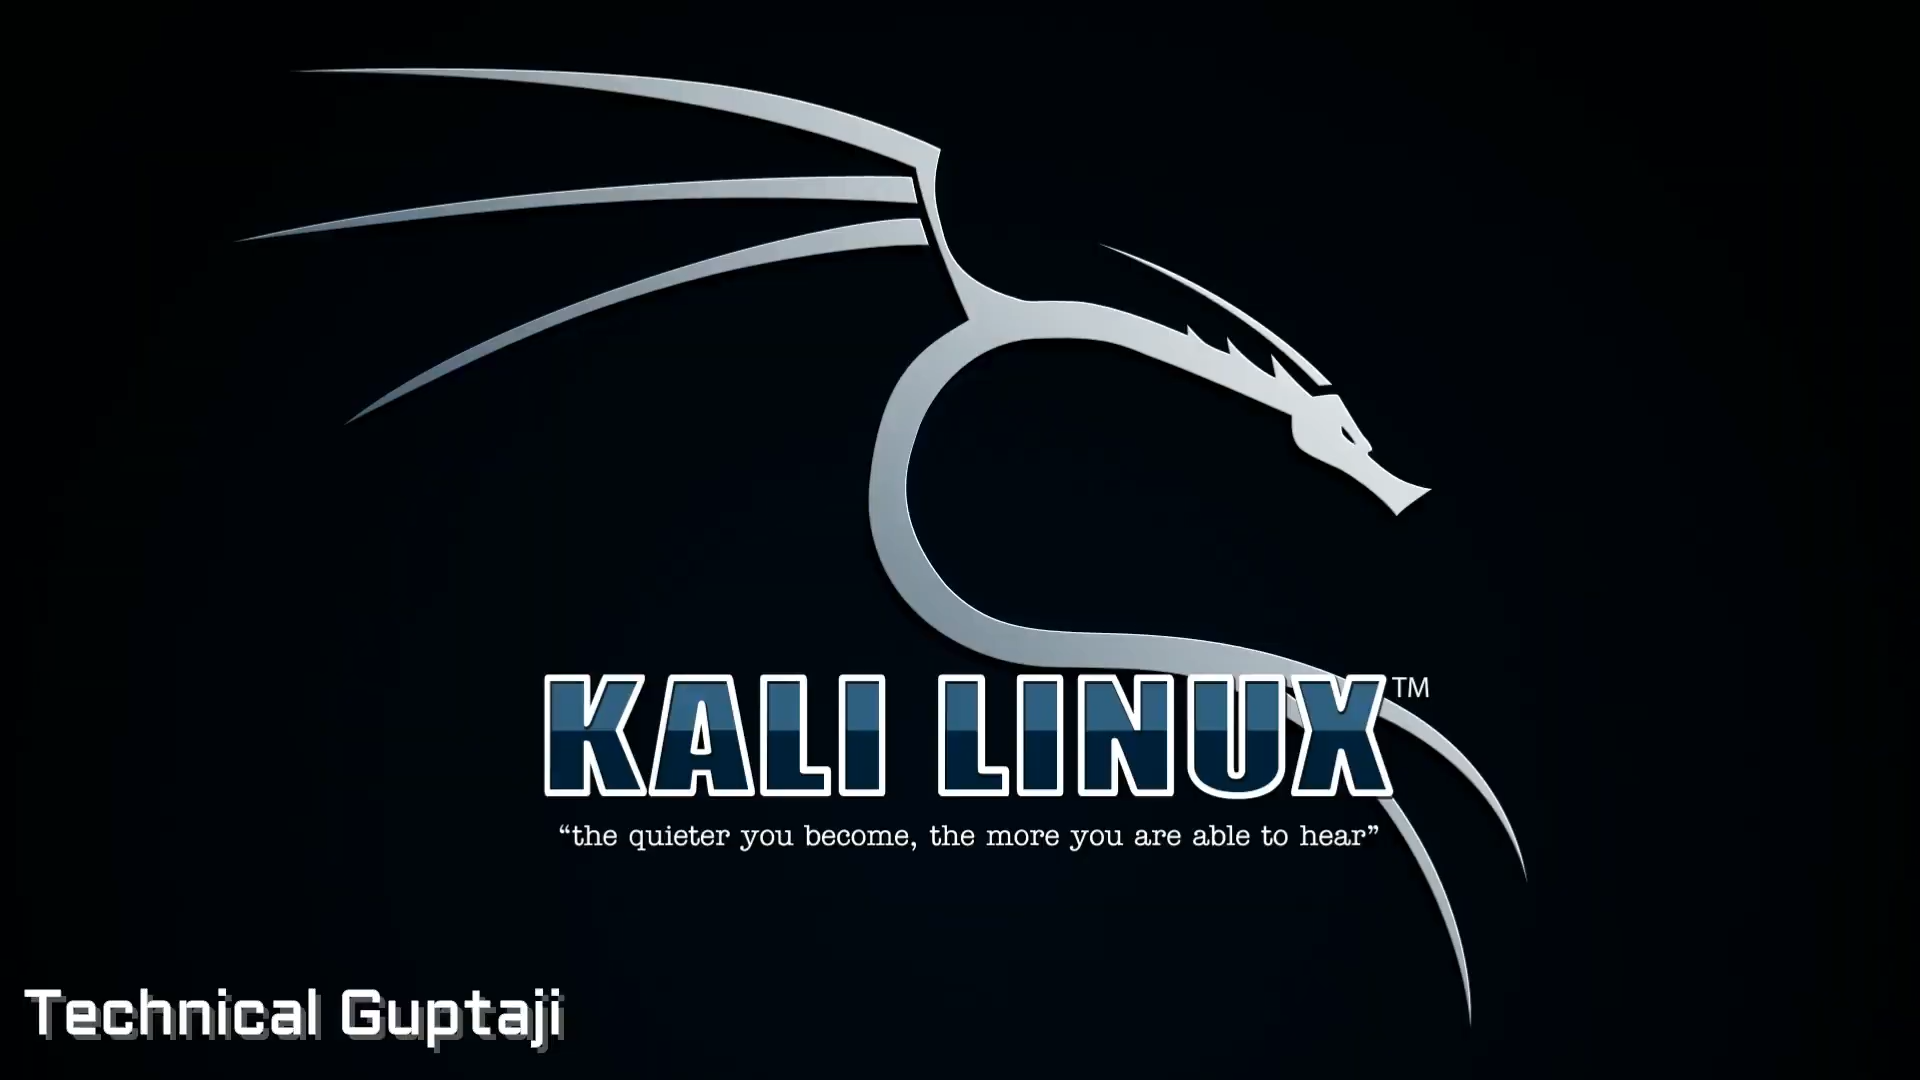 KALI LINUX™
“the quieter you become, the more you are able to hear”
Technical Guptaji